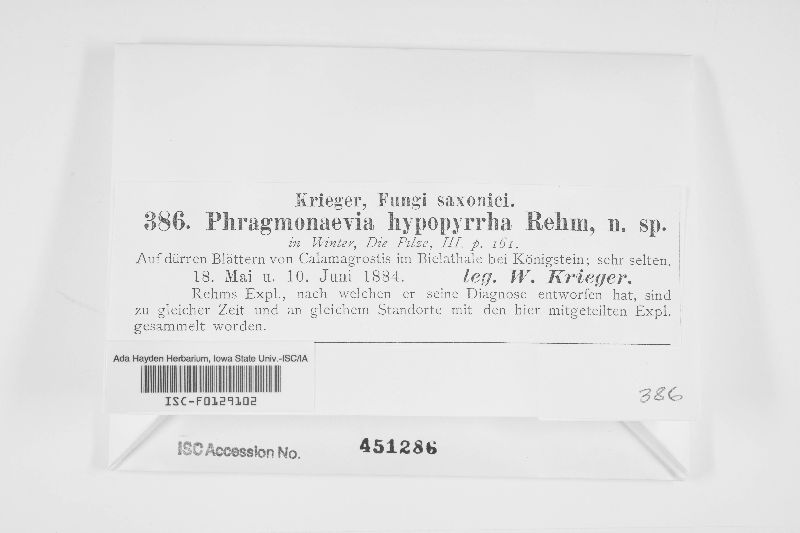 Krieger, Fungi saxonici.
386. Phragmonaevia hypopyrrha Rehm, n. sp.
in Winter, Die Pilze, III p. 161.
Auf dürren Blättern von Calamagrostis im Bielathale bei Königstein; sehr selten.
18. Mai u. 10. Juni 1884. leg. W. Krieger.
Rehms Expl., nach welchen er seine Diagnose entworfen hat, sind
zu gleicher Zeit und an gleichem Standorte mit den hier mitgeteilten Expl.
gesammelt worden.
Ada Hayden Herbarium, Iowa State Univ.-ISC/IA
ISC-F0129102
386
ISC Accession No. 451286